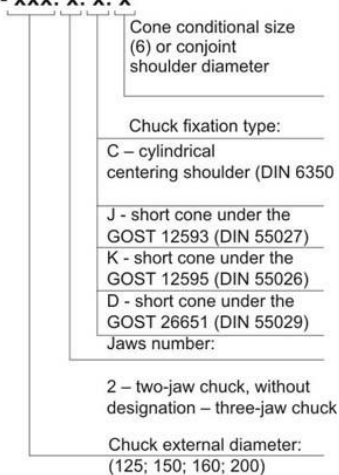 - xxx. x. x. x
Cone conditional size
(6) or conjoint
shoulder diameter
Chuck fixation type:
C – cylindrical
centering shoulder (DIN 6350
J - short cone under the
GOST 12593 (DIN 55027)
K - short cone under the
GOST 12595 (DIN 55026)
D - short cone under the
GOST 26651 (DIN 55029)
Jaws number:
2 – two-jaw chuck, without
designation – three-jaw chuck
Chuck external diameter:
(125; 150; 160; 200)